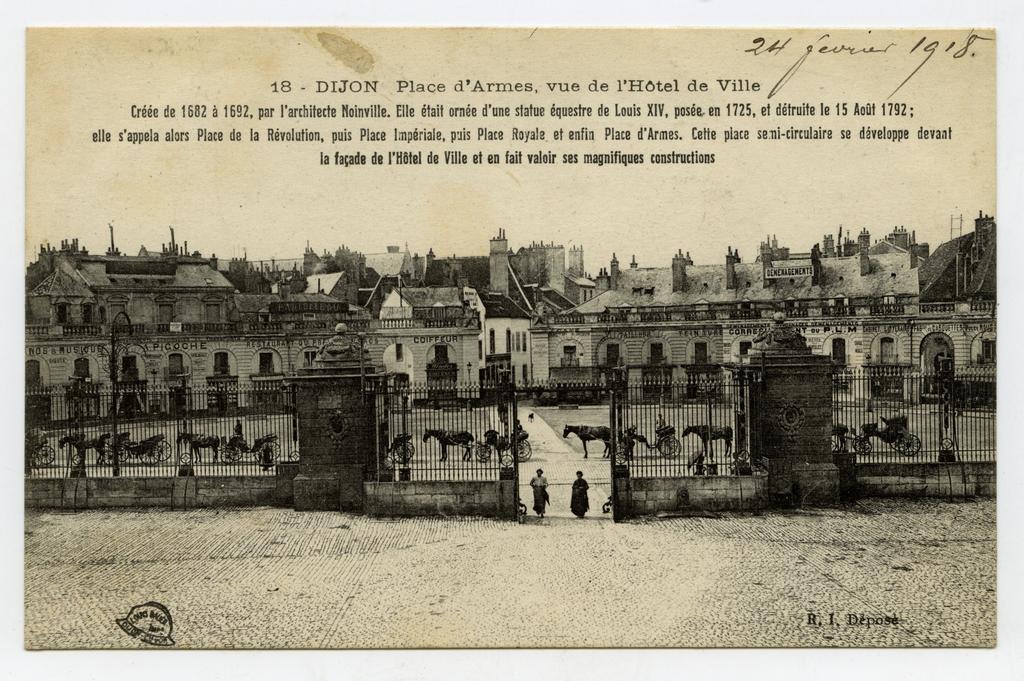 24 février 1918.
18 - DIJON Place d'Armes, vue de l'Hôtel de Ville
Créée de 1682 à 1692, par l'architecte Noinville. Elle était ornée d'une statue équestre de Louis XIV, posée en 1725, et détruite le 15 Août 1792 ;
elle s'appela alors Place de la Révolution, puis Place Impériale, puis Place Royale et enfin Place d'Armes. Cette place semi-circulaire se développe devant
la façade de l'Hôtel de Ville et en fait valoir ses magnifiques constructions
DÉMÉNAGEMENTS
PICOCHE
RESTAURANT
COIFFEUR
P.L.M
R. I. Déposé